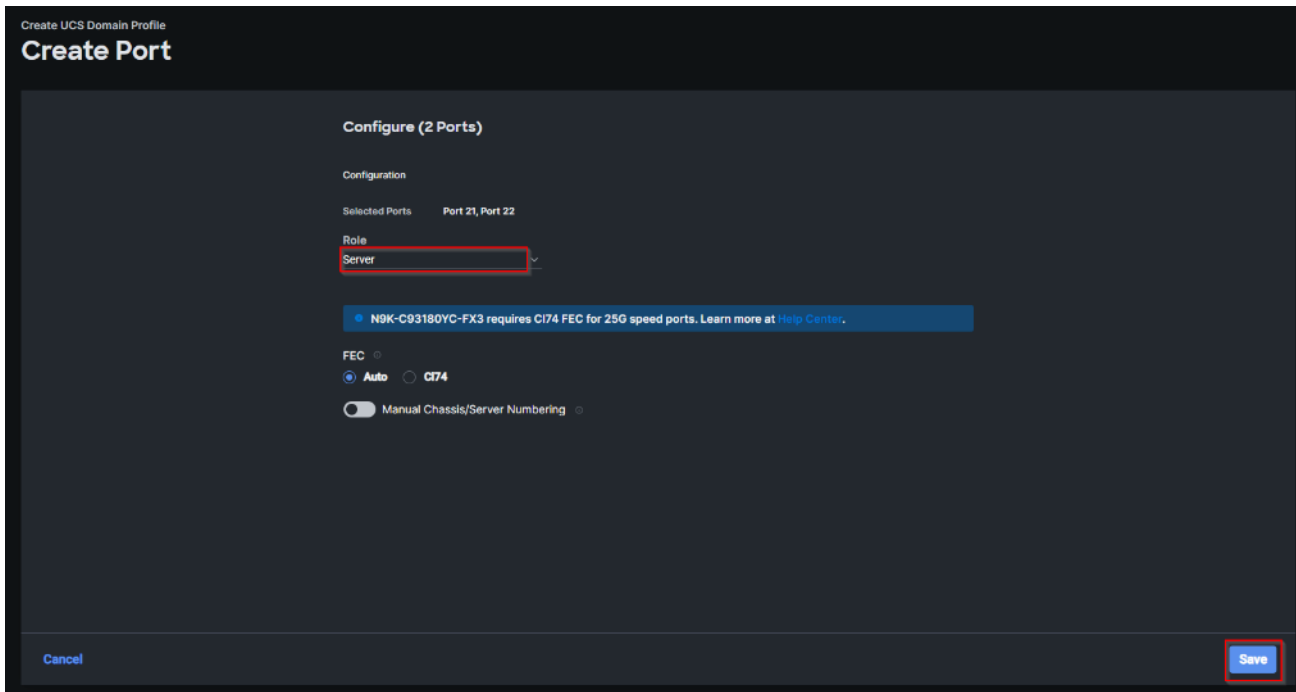 Create UCS Domain Profile
Create Port
Configure (2 Ports)
Configuration
Selected Ports Port 21, Port 22
Role
Server
N9K-C93180YC-FX3 requires Cl74 FEC for 25G speed ports. Learn more at Help Center.
FEC
Auto Cl74
Manual Chassis/Server Numbering
Cancel Save